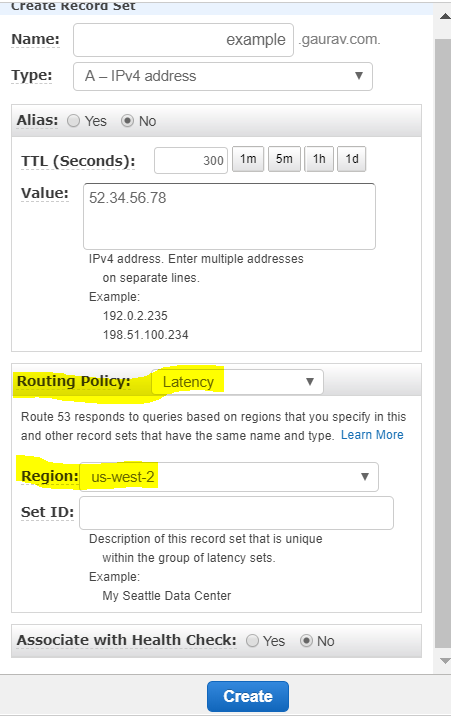 Create Record Set
Name: example .gaurav.com.
Type: A – IPv4 address
Alias: Yes No
TTL (Seconds): 300 1m 5m 1h 1d
Value: 52.34.56.78
IPv4 address. Enter multiple addresses
on separate lines.
Example:
192.0.2.235
198.51.100.234
Routing Policy: Latency
Route 53 responds to queries based on regions that you specify in this
and other record sets that have the same name and type. Learn More
Region: us-west-2
Set ID:
Description of this record set that is unique
within the group of latency sets.
Example:
My Seattle Data Center
Associate with Health Check: Yes No
Create